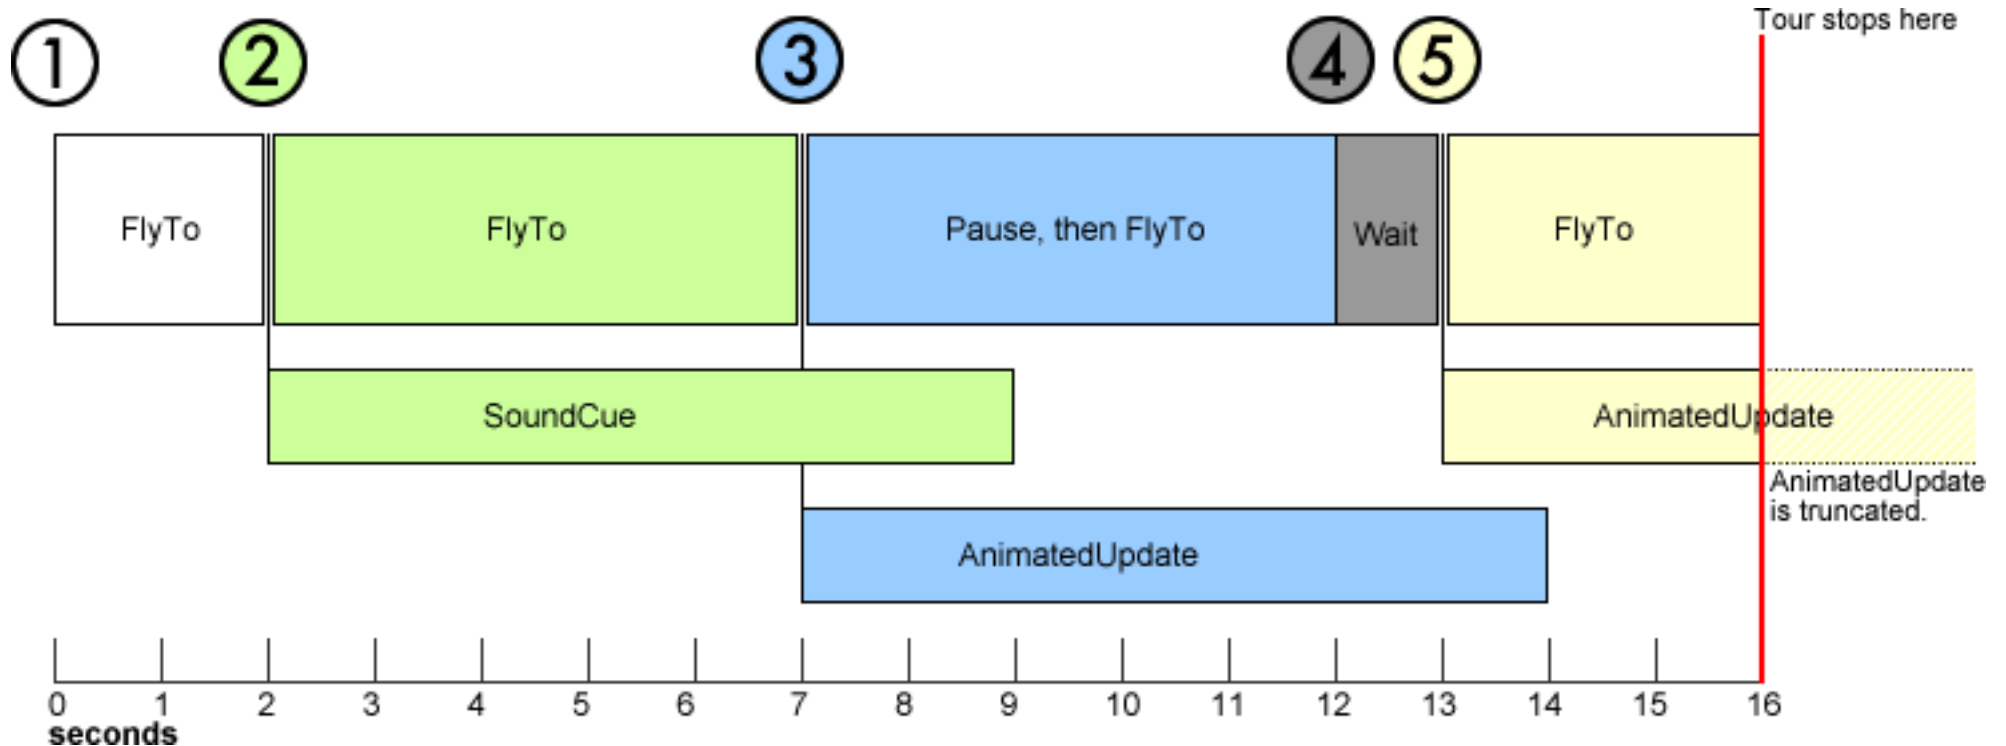 Tour stops here
1
2
3
4
5
FlyTo
FlyTo
Pause, then FlyTo
Wait
FlyTo
SoundCue
AnimatedUpdate
AnimatedUpdate
is truncated.
AnimatedUpdate
0 1 2 3 4 5 6 7 8 9 10 11 12 13 14 15 16
seconds